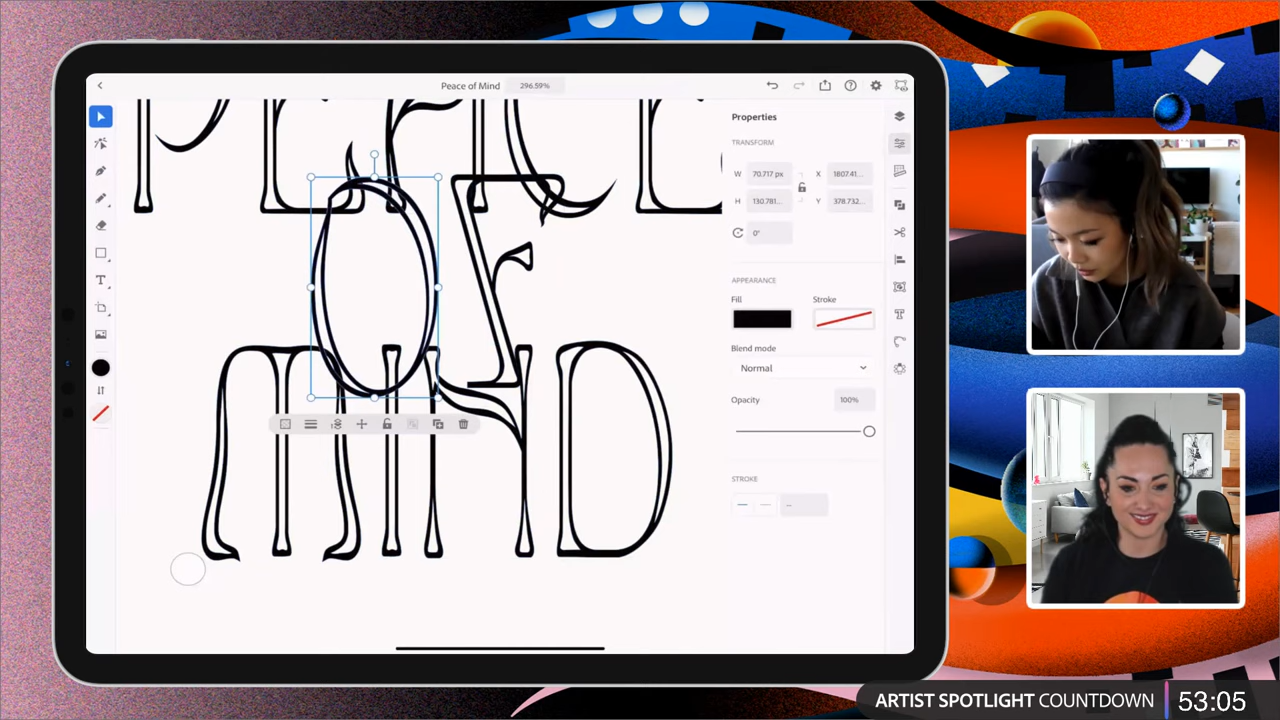 Peace of Mind 296.59%
PEACE
OF
MIND
Properties
TRANSFORM
W 70.717 px X 1807.41...
H 130.781... Y 378.732...
0°
APPEARANCE
Fill Stroke
Blend mode
Normal
Opacity 100%
STROKE
--
ARTIST SPOTLIGHT COUNTDOWN 53:05